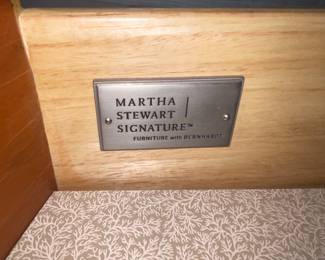 MARTHA
STEWART
SIGNATURE™
FURNITURE with BERNHARDT